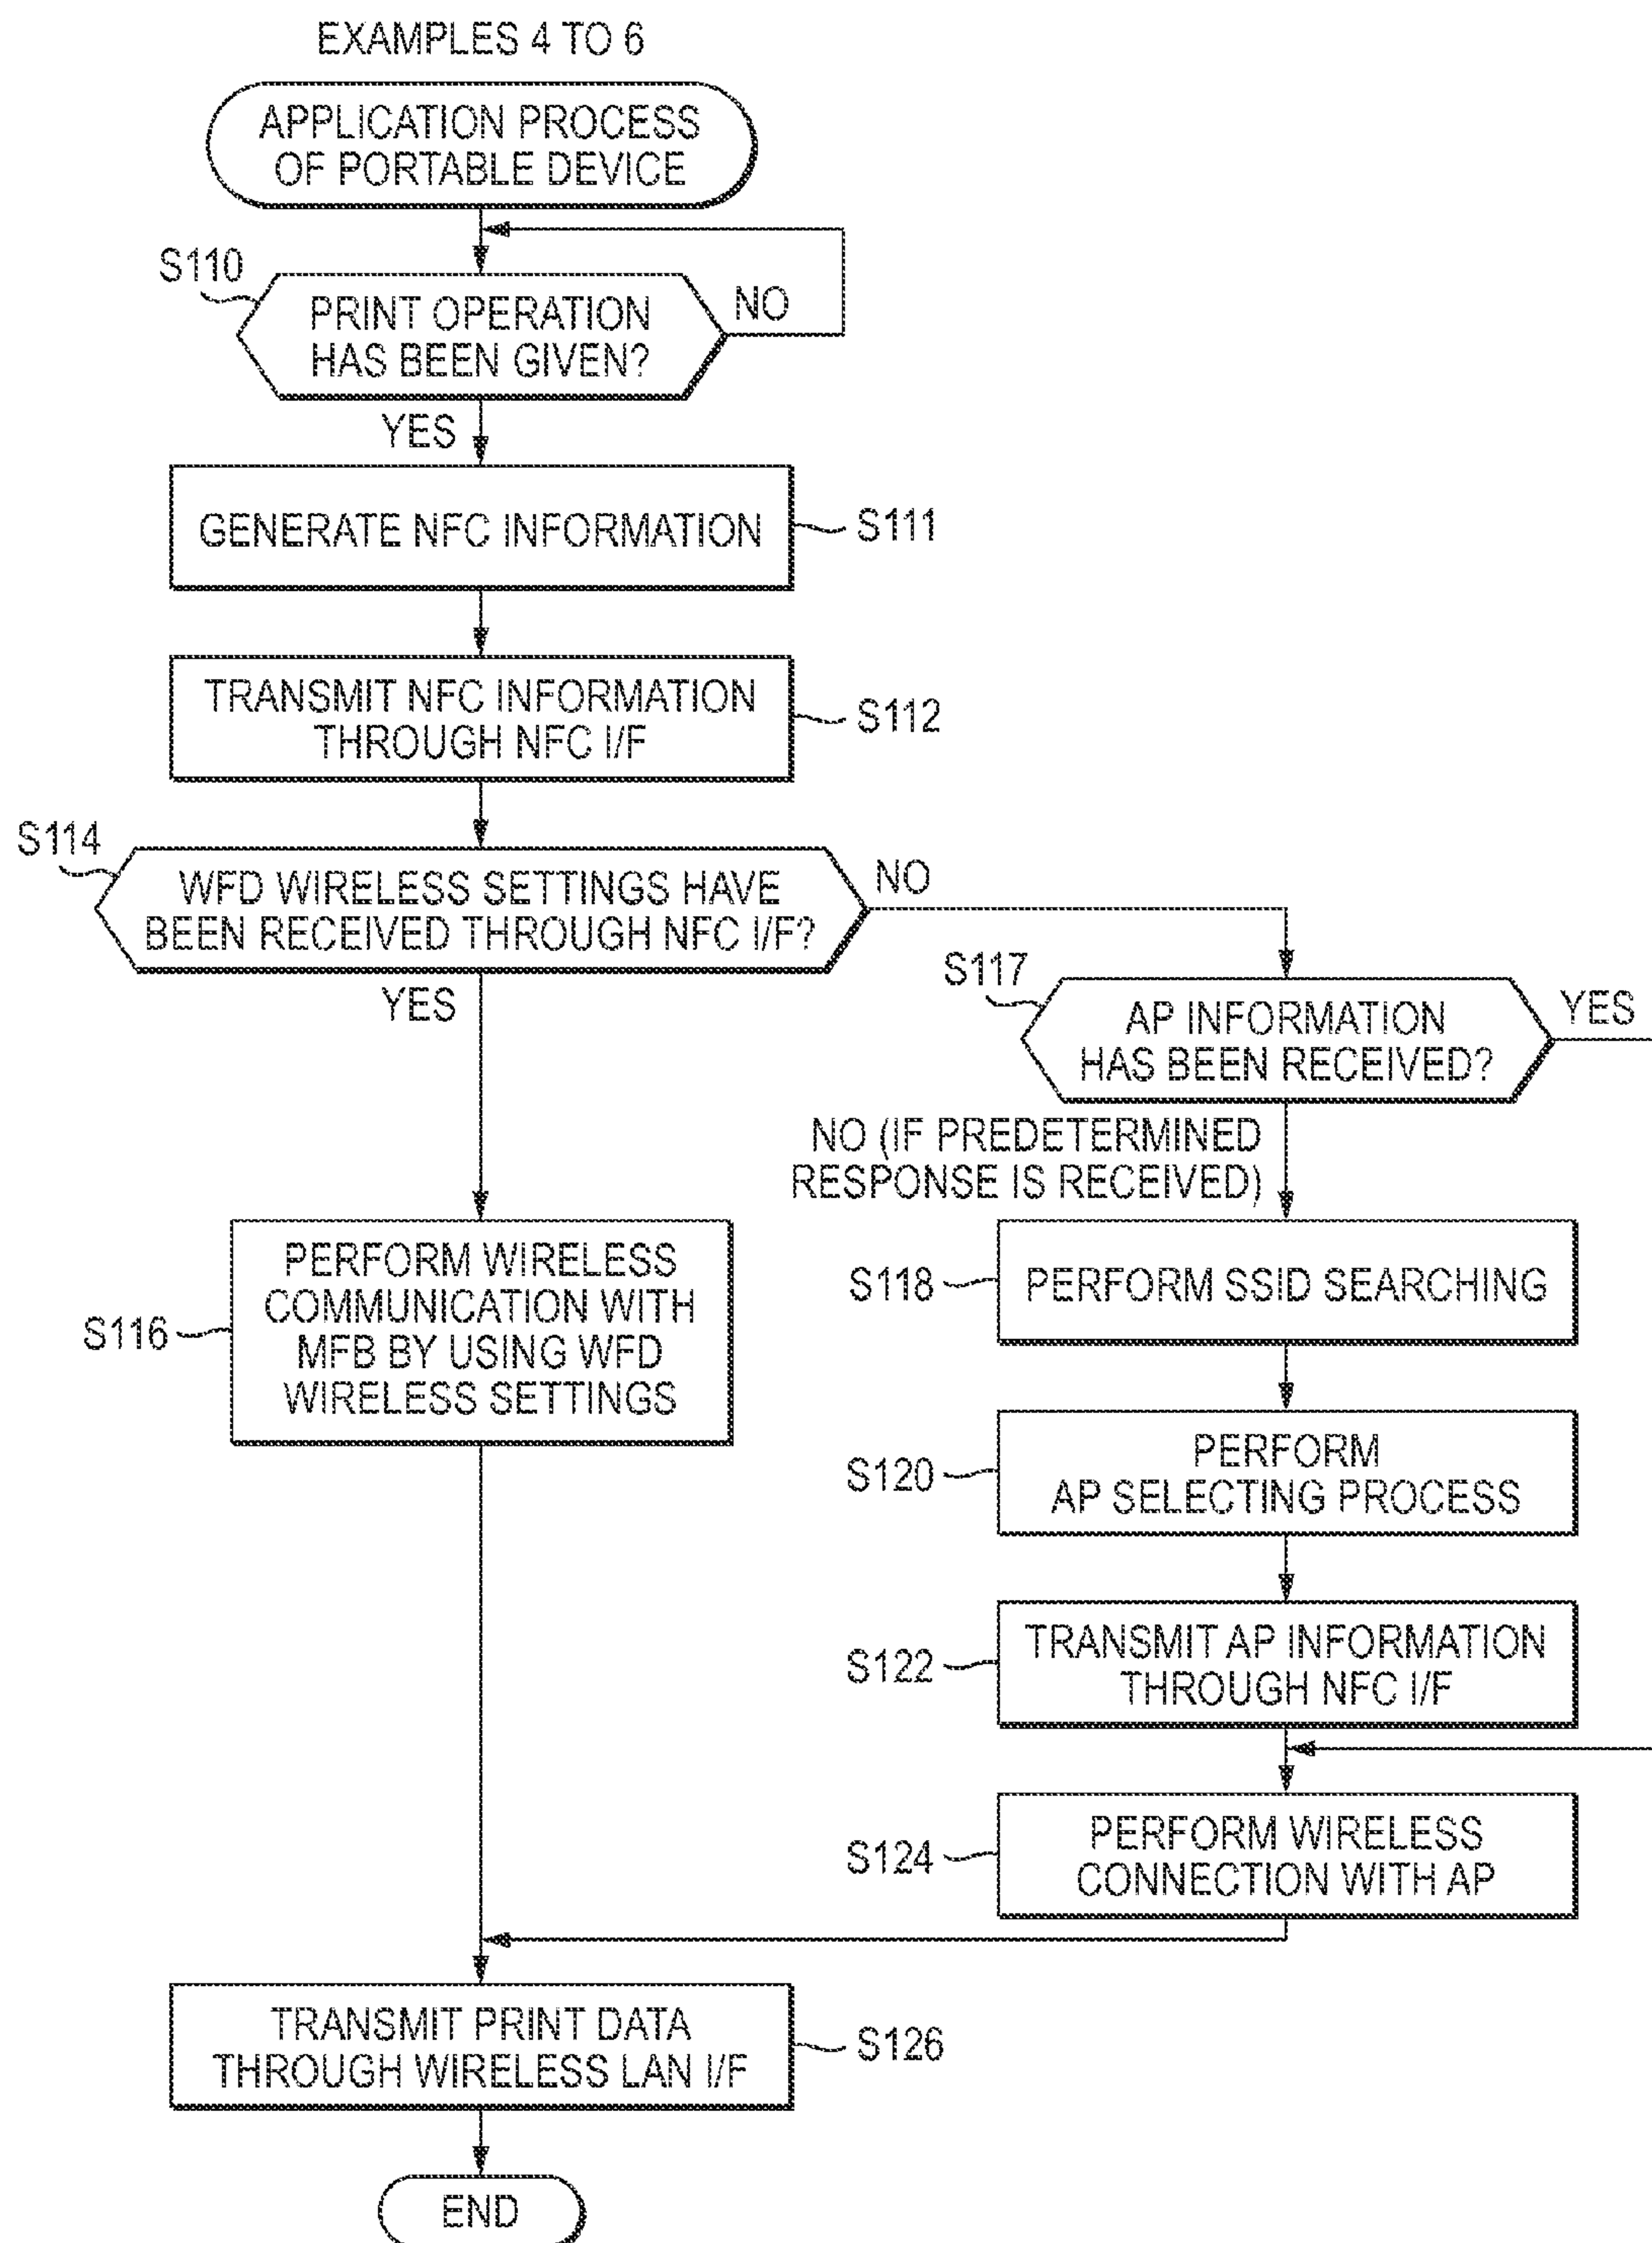 EXAMPLES 4 TO 6
APPLICATION PROCESS
OF PORTABLE DEVICE
S110
PRINT OPERATION
HAS BEEN GIVEN?
NO
YES
GENERATE NFC INFORMATION
S111
TRANSMIT NFC INFORMATION
THROUGH NFC I/F
S112
S114
WFD WIRELESS SETTINGS HAVE
BEEN RECEIVED THROUGH NFC I/F?
NO
YES
S117
AP INFORMATION
HAS BEEN RECEIVED?
YES
NO (IF PREDETERMINED
RESPONSE IS RECEIVED)
S116
PERFORM WIRELESS
COMMUNICATION WITH
MFB BY USING WFD
WIRELESS SETTINGS
S118
PERFORM SSID SEARCHING
S120
PERFORM
AP SELECTING PROCESS
S122
TRANSMIT AP INFORMATION
THROUGH NFC I/F
S124
PERFORM WIRELESS
CONNECTION WITH AP
TRANSMIT PRINT DATA
THROUGH WIRELESS LAN I/F
S126
END